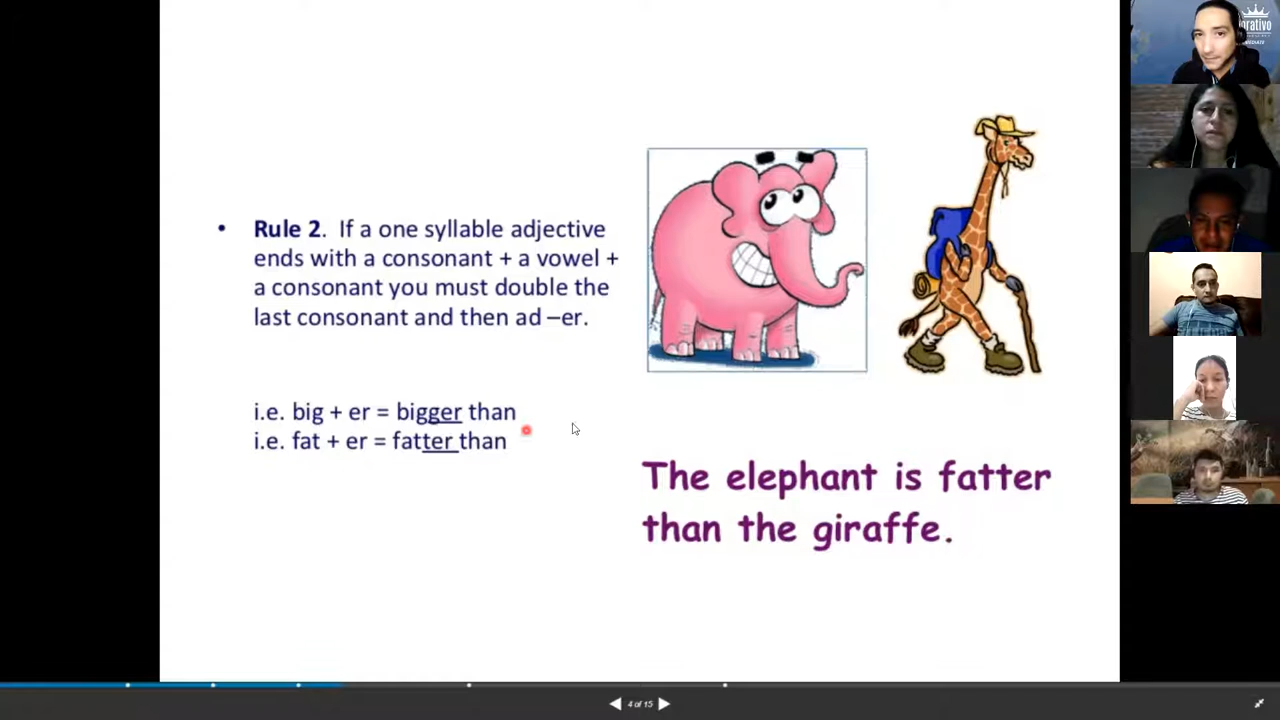 • Rule 2. If a one syllable adjective
ends with a consonant + a vowel +
a consonant you must double the
last consonant and then ad –er.
i.e. big + er = bigger than
i.e. fat + er = fatter than
The elephant is fatter
than the giraffe.
4 of 15